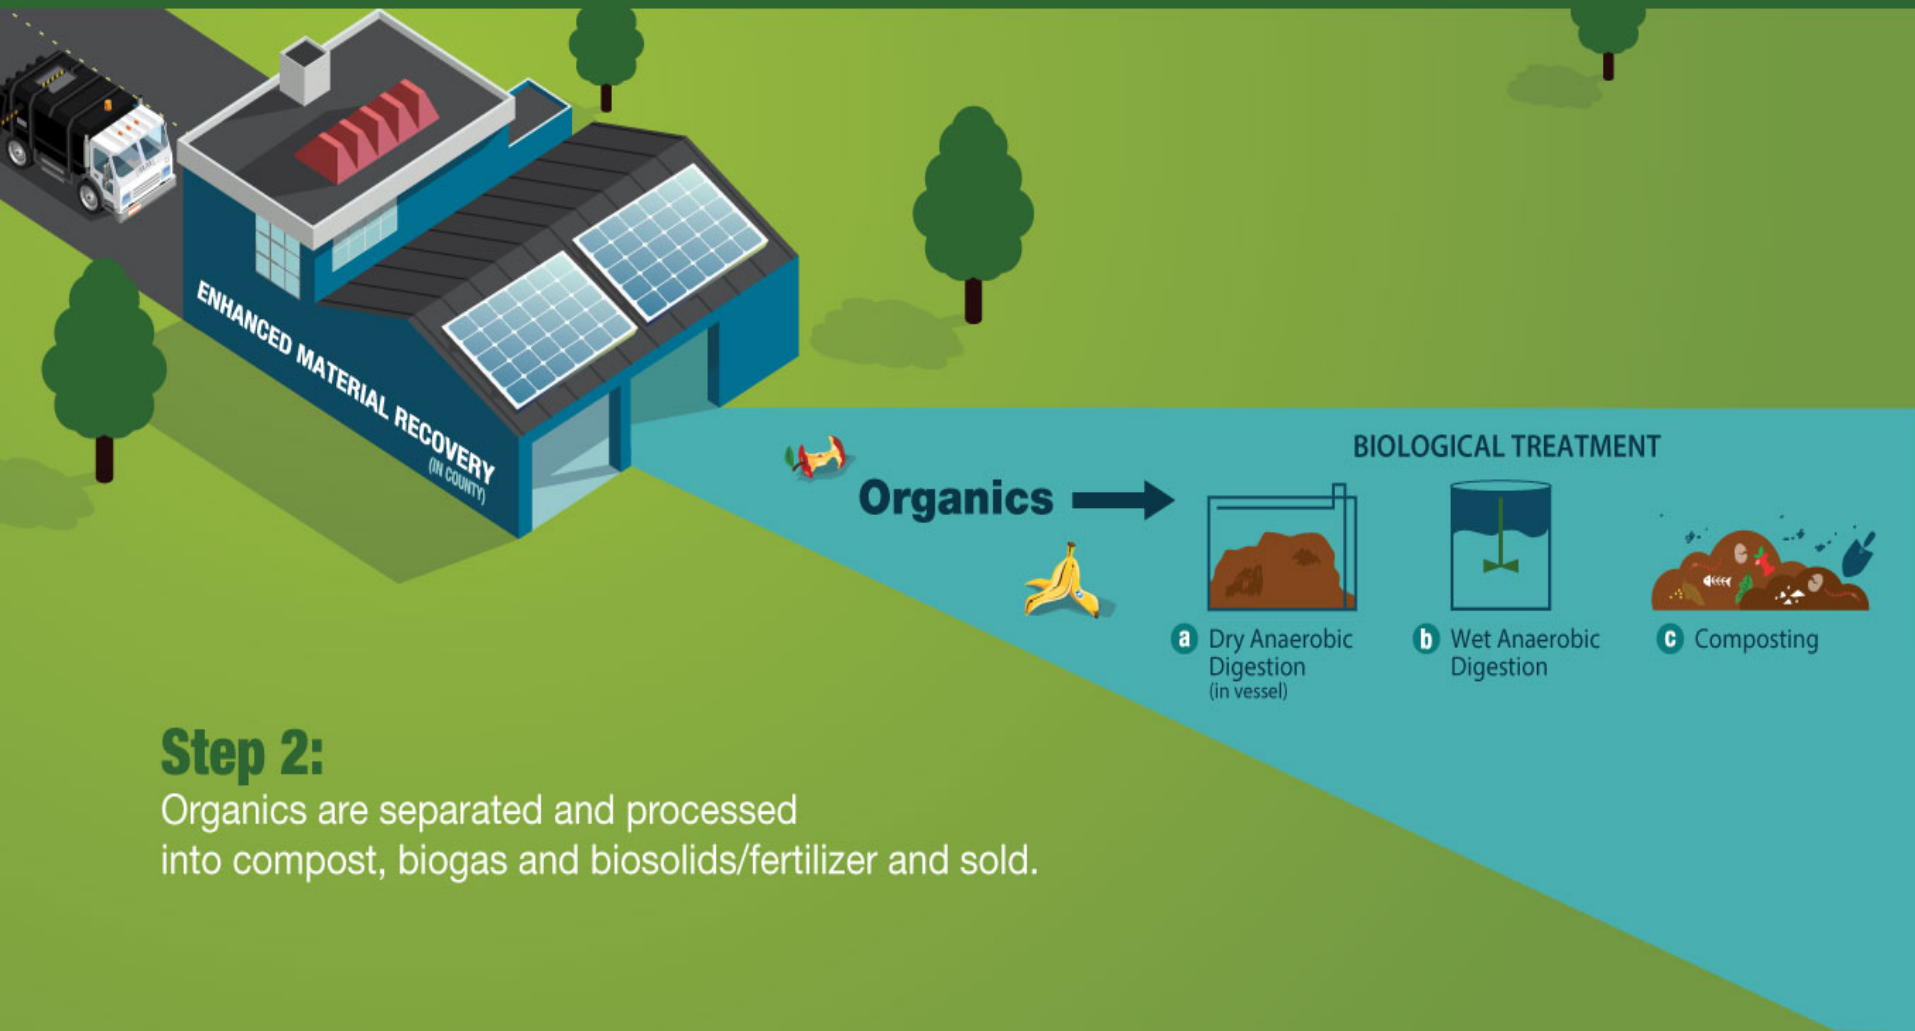 ENHANCED MATERIAL RECOVERY
(IN COUNTY)
BIOLOGICAL TREATMENT
Organics
a Dry Anaerobic
Digestion
(in vessel)
b Wet Anaerobic
Digestion
c Composting
Step 2:
Organics are separated and processed
into compost, biogas and biosolids/fertilizer and sold.